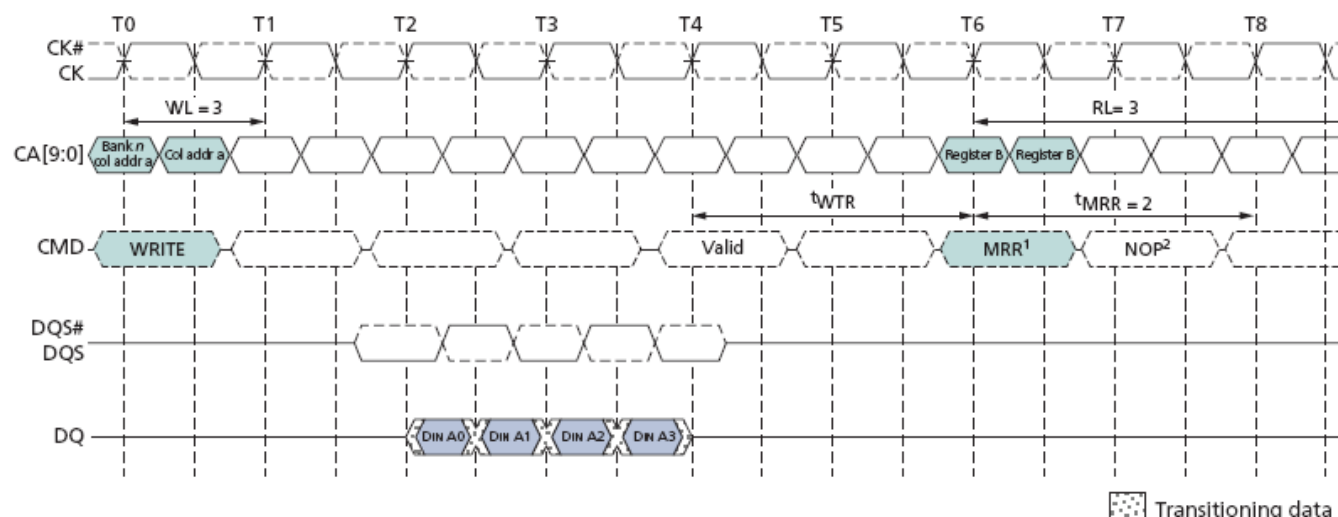 T0 T1 T2 T3 T4 T5 T6 T7 T8
CK#
CK
WL = 3
RL= 3
CA[9:0]
Bank n
col addr a
Col addr a
Register B
Register B
tWTR
tMRR = 2
CMD
WRITE
Valid
MRR1
NOP2
DQS#
DQS
DQ
DIN A0
DIN A1
DIN A2
DIN A3
Transitioning data